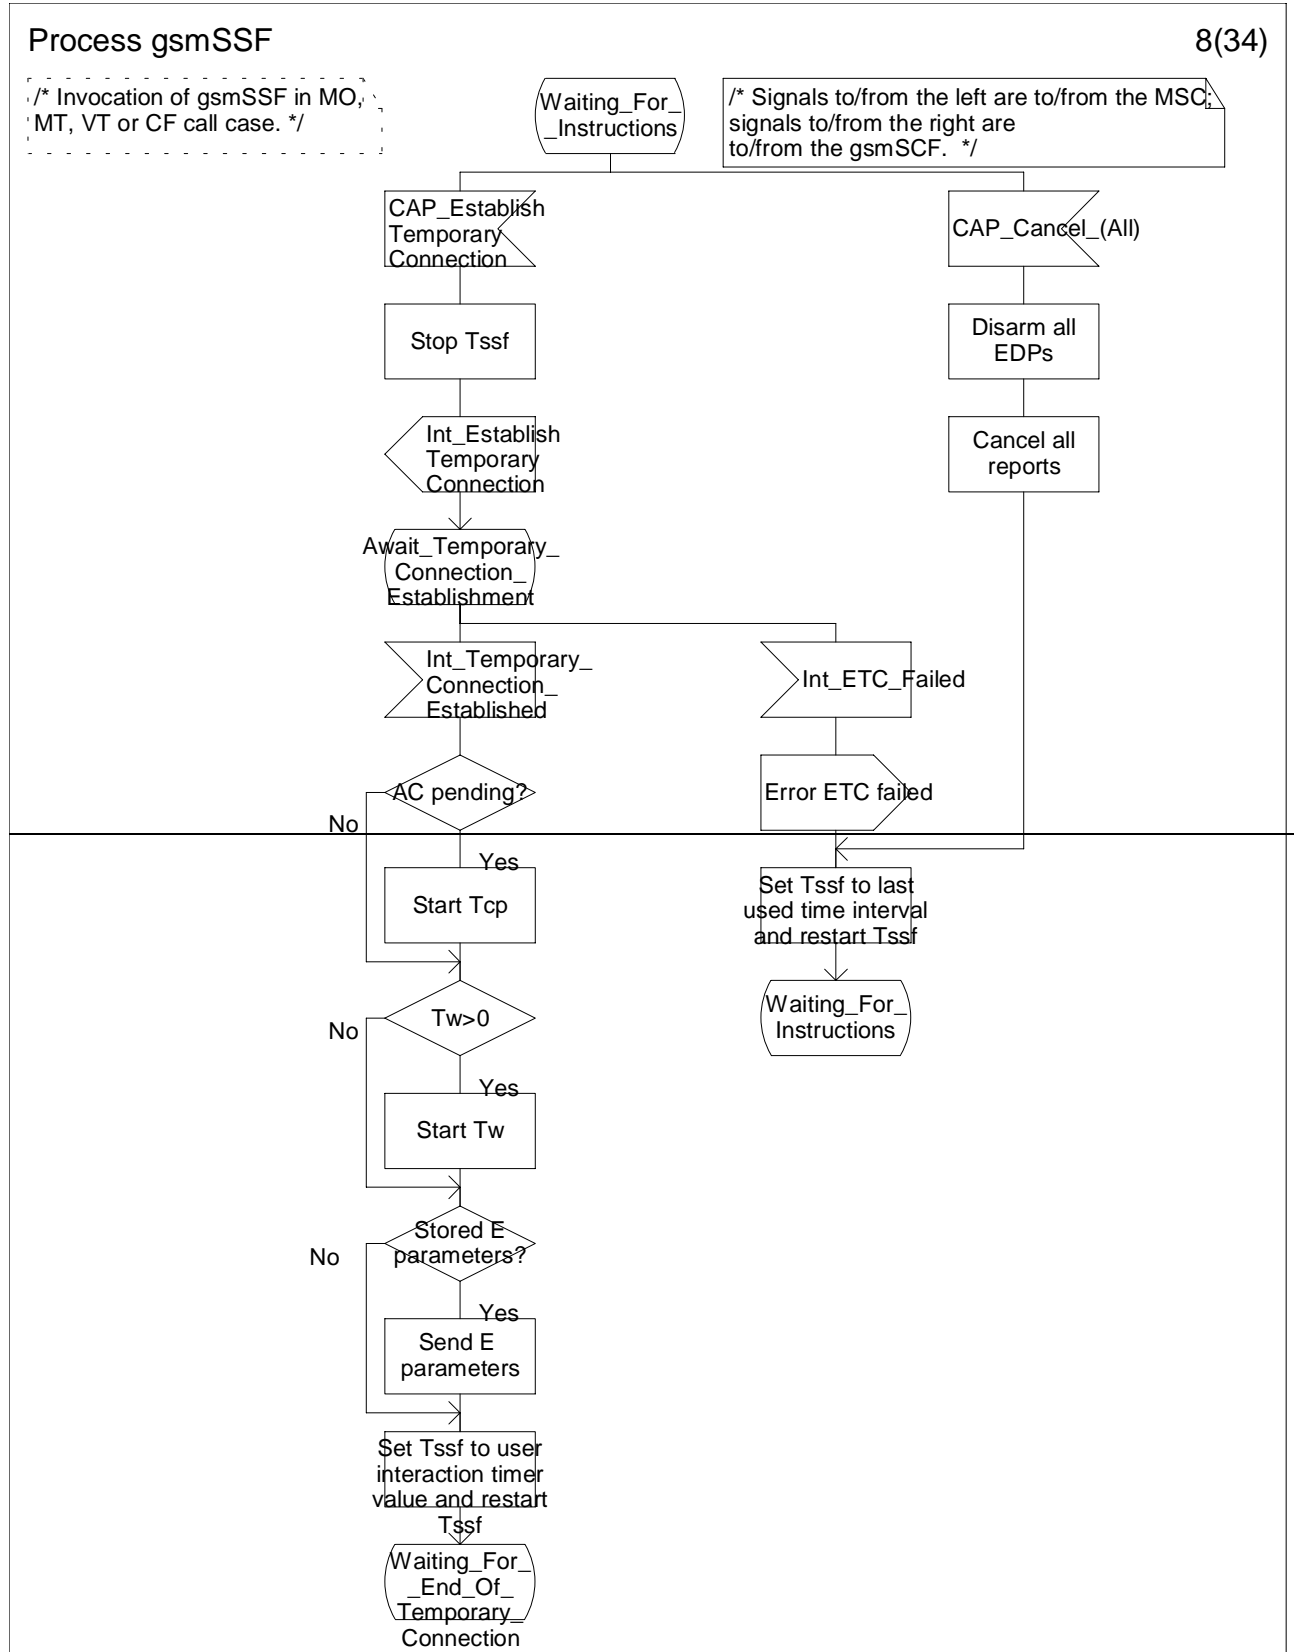 Process gsmSSF
8(34)
/* Invocation of gsmSSF in MO,
MT, VT or CF call case. */
Waiting_For_
_Instructions
/* Signals to/from the left are to/from the MSC;
signals to/from the right are
to/from the gsmSCF. */
CAP_Establish
Temporary
Connection
CAP_Cancel_(All)
Stop Tssf
Disarm all
EDPs
Int_Establish
Temporary
Connection
Cancel all
reports
Await_Temporary_
Connection_
Establishment
Int_Temporary_
Connection_
Established
Int_ETC_Failed
AC pending?
Error ETC failed
No
Yes
Start Tcp
Set Tssf to last
used time interval
and restart Tssf
Tw>0
No
Waiting_For_
Instructions
Yes
Start Tw
Stored E
parameters?
No
Yes
Send E
parameters
Set Tssf to user
interaction timer
value and restart
Tssf
Waiting_For_
_End_Of_
Temporary_
Connection